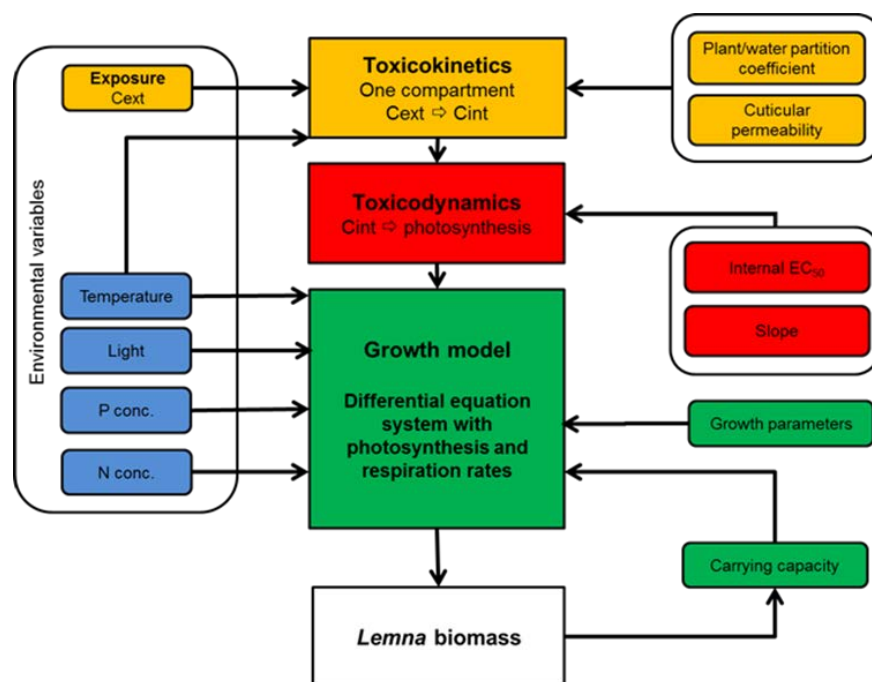 Environmental variables
Exposure
Cext
Temperature
Light
P conc.
N conc.
Toxicokinetics
One compartment
Cext ⇨ Cint
Toxicodynamics
Cint ⇨ photosynthesis
Growth model
Differential equation
system with
photosynthesis and
respiration rates
Lemna biomass
Plant/water partition
coefficient
Cuticular
permeability
Internal EC₅₀
Slope
Growth parameters
Carrying capacity